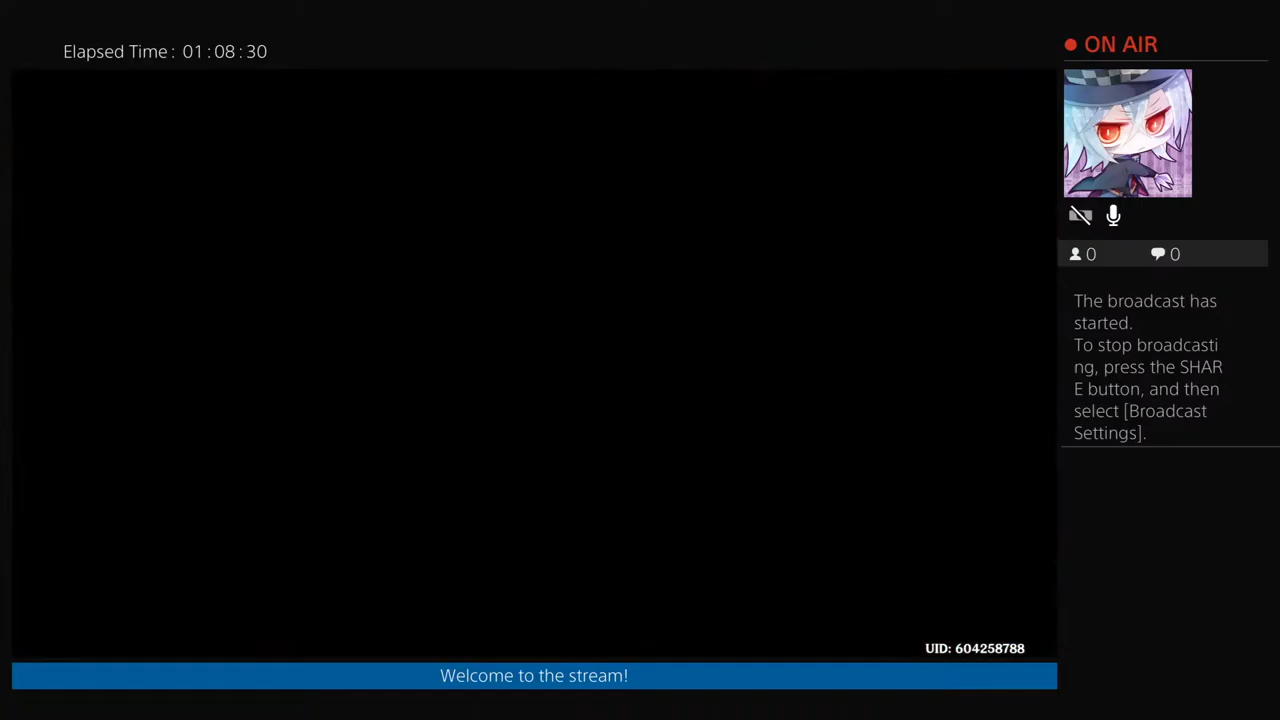 Elapsed Time: 01:08:30
ON AIR
0
0
The broadcast has
started.
To stop broadcasti
ng, press the SHAR
E button, and then
select [Broadcast
Settings].
UID: 604258788
Welcome to the stream!